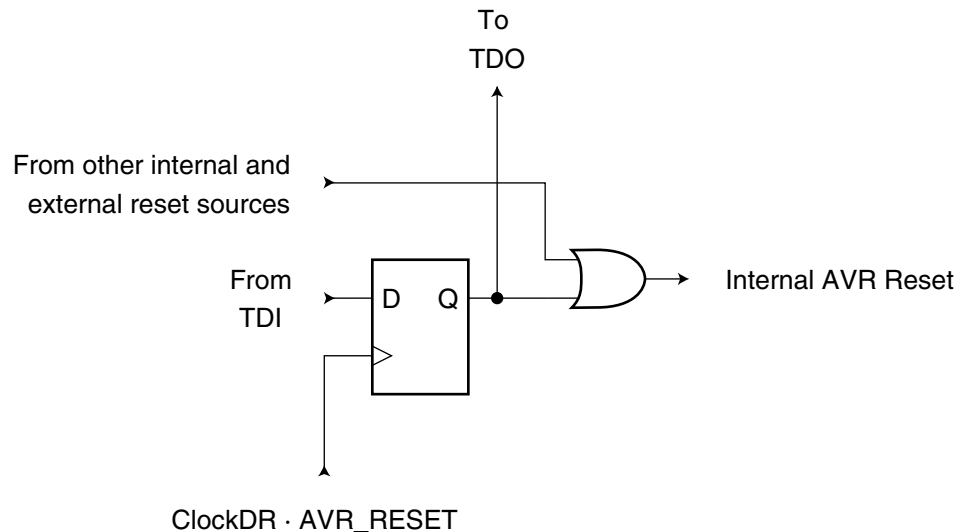 To
TDO
From other internal and
external reset sources
From
TDI
D
Q
Internal AVR Reset
ClockDR · AVR_RESET